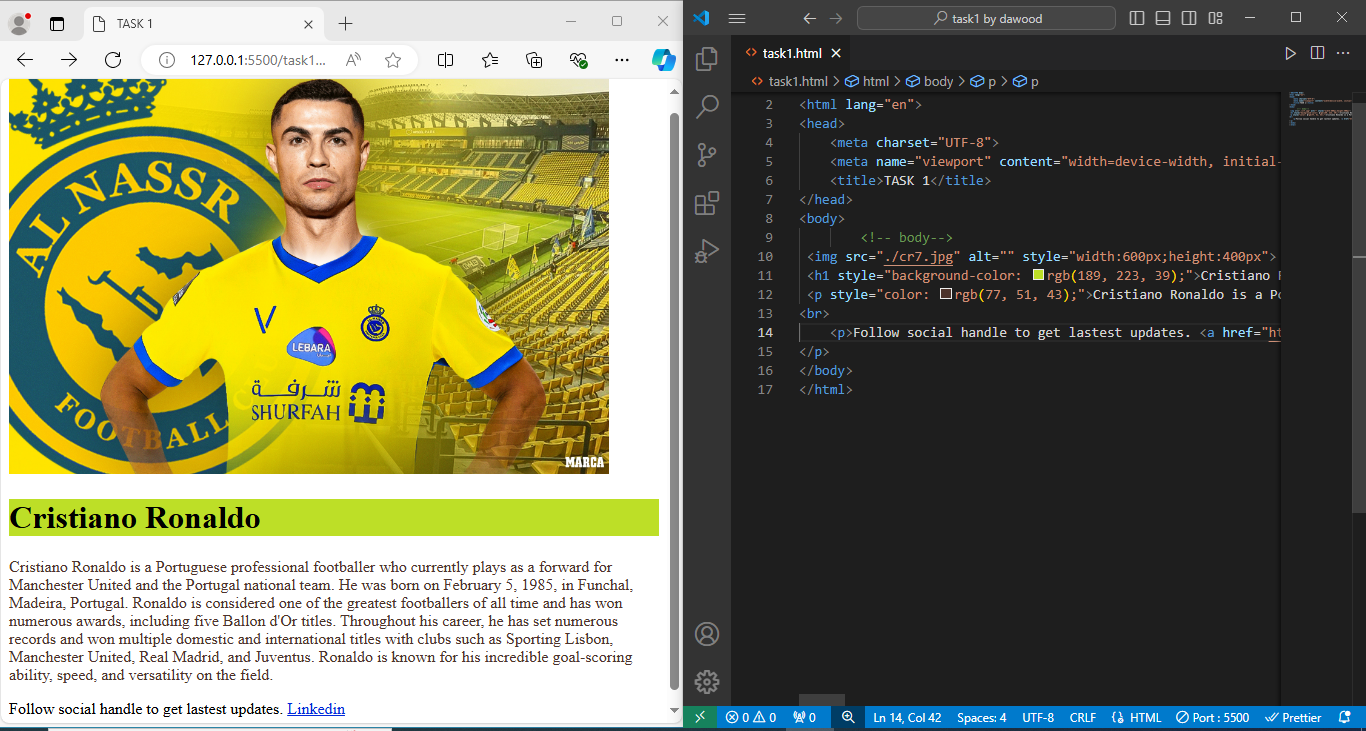 TASK 1
127.0.0.1:5500/task1...
AL NASSR
FOOTBALL
V
LEBARA
شرفة
SHURFAH
MARCA
Cristiano Ronaldo
Cristiano Ronaldo is a Portuguese professional footballer who currently plays as a forward for
Manchester United and the Portugal national team. He was born on February 5, 1985, in Funchal,
Madeira, Portugal. Ronaldo is considered one of the greatest footballers of all time and has won
numerous awards, including five Ballon d'Or titles. Throughout his career, he has set numerous
records and won multiple domestic and international titles with clubs such as Sporting Lisbon,
Manchester United, Real Madrid, and Juventus. Ronaldo is known for his incredible goal-scoring
ability, speed, and versatility on the field.
Follow social handle to get lastest updates. Linkedin
task1 by dawood
task1.html
task1.html > html > body > p > p
2 <html lang="en">
3 <head>
4 <meta charset="UTF-8">
5 <meta name="viewport" content="width=device-width, initial-
6 <title>TASK 1</title>
7 </head>
8 <body>
9 <!-- body-->
10 <img src="./cr7.jpg" alt="" style="width:600px;height:400px">
11 <h1 style="background-color: rgb(189, 223, 39);">Cristiano
12 <p style="color: rgb(77, 51, 43);">Cristiano Ronaldo is a Po
13 <br>
14 <p>Follow social handle to get lastest updates. <a href="ht
15 </p>
16 </body>
17 </html>
0 0 0 Ln 14, Col 42 Spaces: 4 UTF-8 CRLF HTML Port : 5500 Prettier